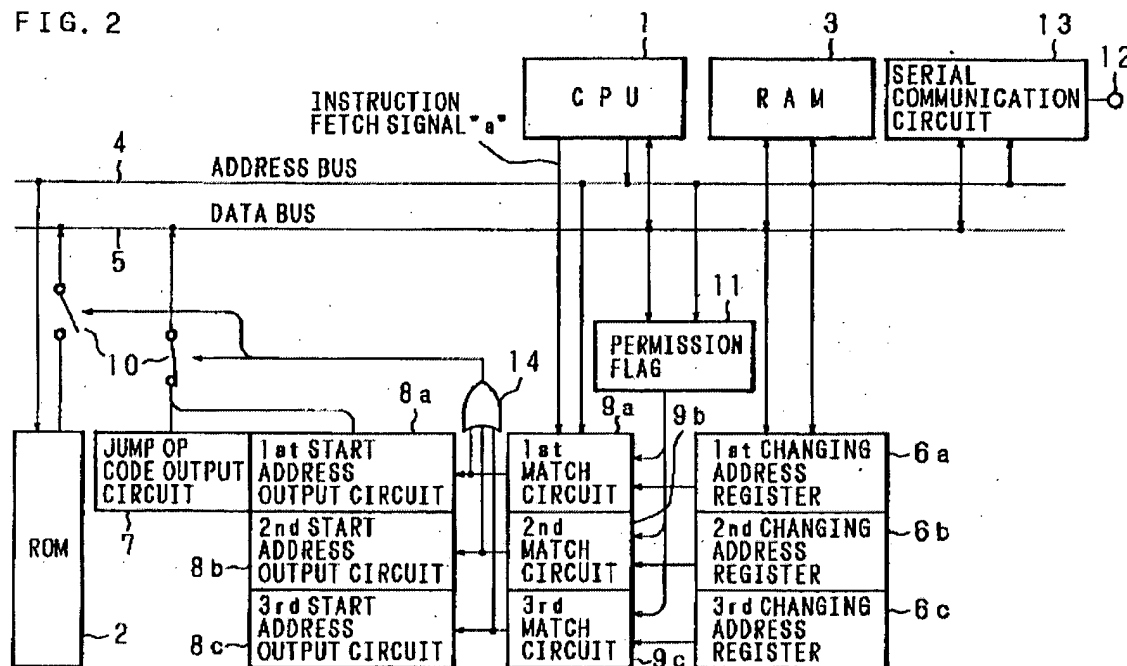 FIG. 2
1
3
13
12
CPU
RAM
SERIAL
COMMUNICATION
CIRCUIT
INSTRUCTION
FETCH SIGNAL "a"
4
ADDRESS BUS
DATA BUS
5
11
PERMISSION
FLAG
10
14
8a
9a
9b
JUMP OP
CODE OUTPUT
CIRCUIT
7
1st START
ADDRESS
OUTPUT CIRCUIT
1st
MATCH
CIRCUIT
1st CHANGING
ADDRESS
REGISTER
6a
ROM
2
8b
2nd START
ADDRESS
OUTPUT CIRCUIT
2nd
MATCH
CIRCUIT
2nd CHANGING
ADDRESS
REGISTER
6b
8c
3rd START
ADDRESS
OUTPUT CIRCUIT
3rd
MATCH
CIRCUIT
9c
3rd CHANGING
ADDRESS
REGISTER
6c